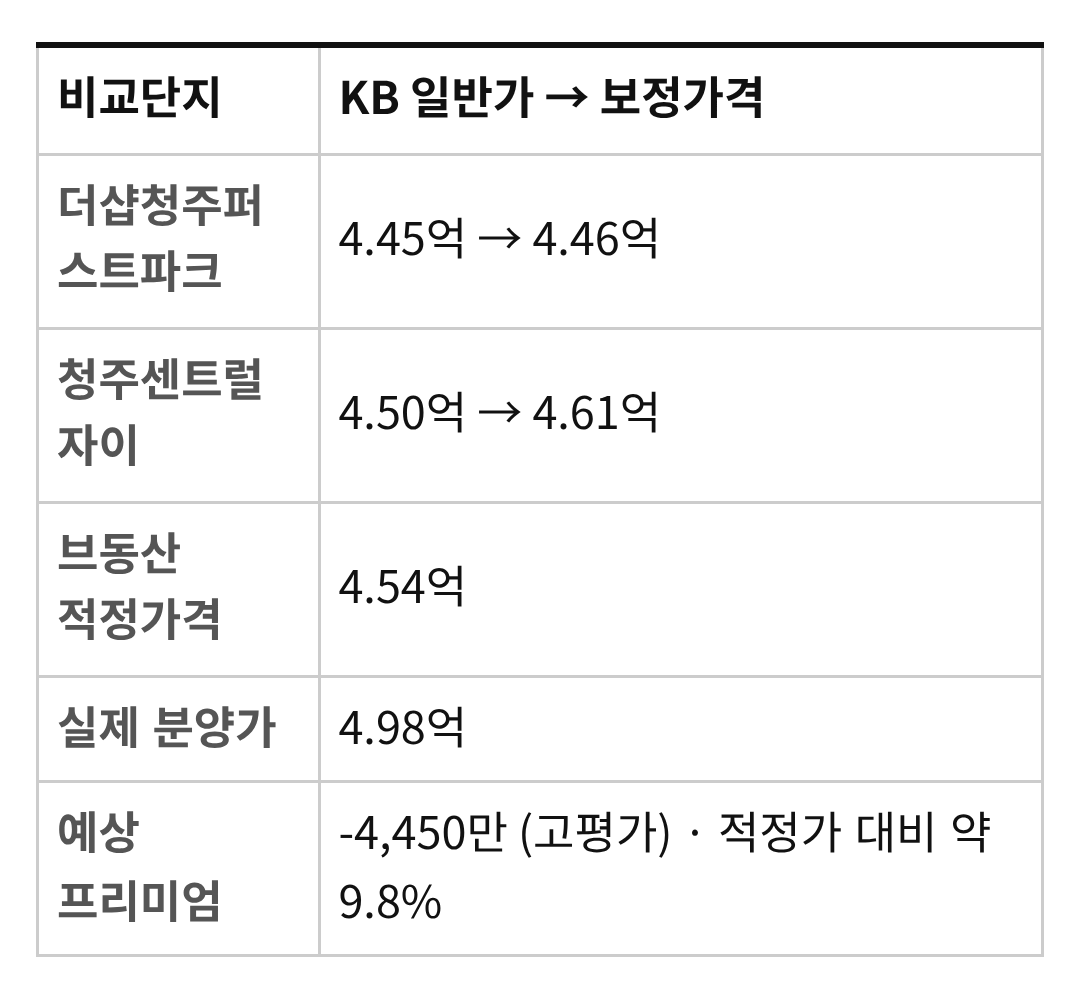 비교단지
KB 일반가 → 보정가격
더샵청주퍼
스트파크
4.45억 → 4.46억
청주센트럴
자이
4.50억 → 4.61억
브동산
적정가격
4.54억
실제 분양가
4.98억
예상
프리미엄
-4,450만 (고평가) · 적정가 대비 약
9.8%